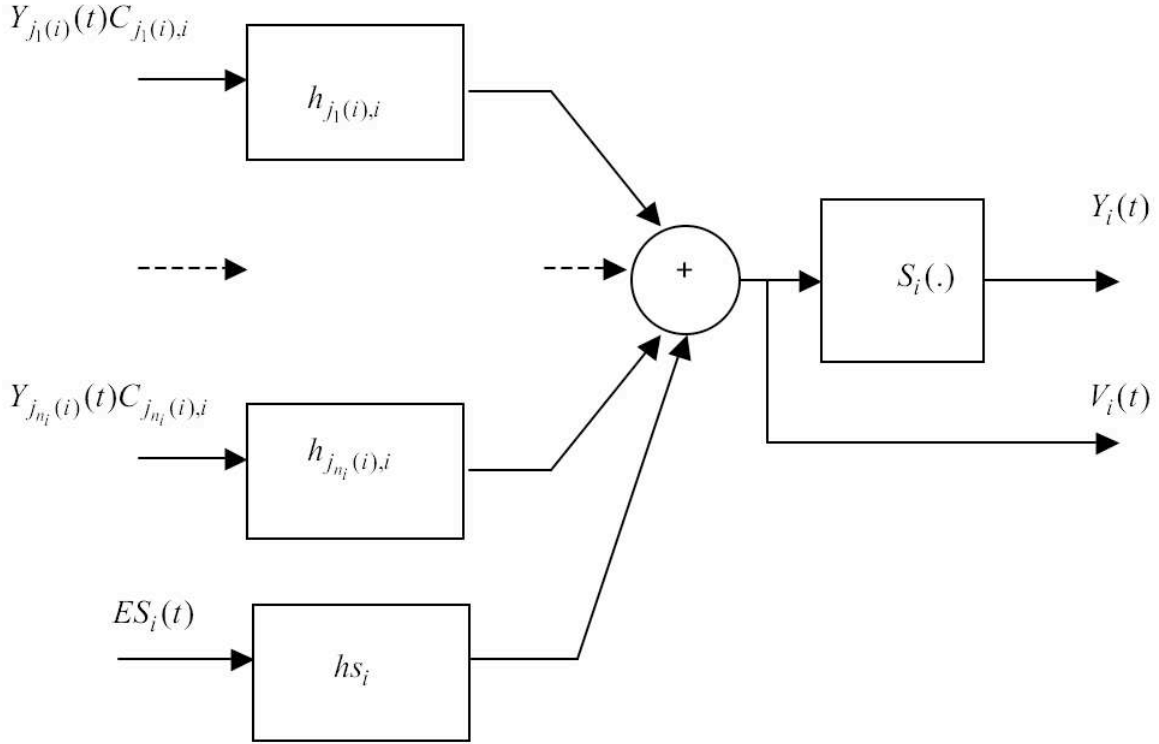 Y_{j_1(i)}(t)C_{j_1(i),i}
h_{j_1(i),i}
Y_i(t)
+
S_i(.)
Y_{j_{n_i}(i)}(t)C_{j_{n_i}(i),i}
V_i(t)
h_{j_{n_i}(i),i}
ES_i(t)
hs_i